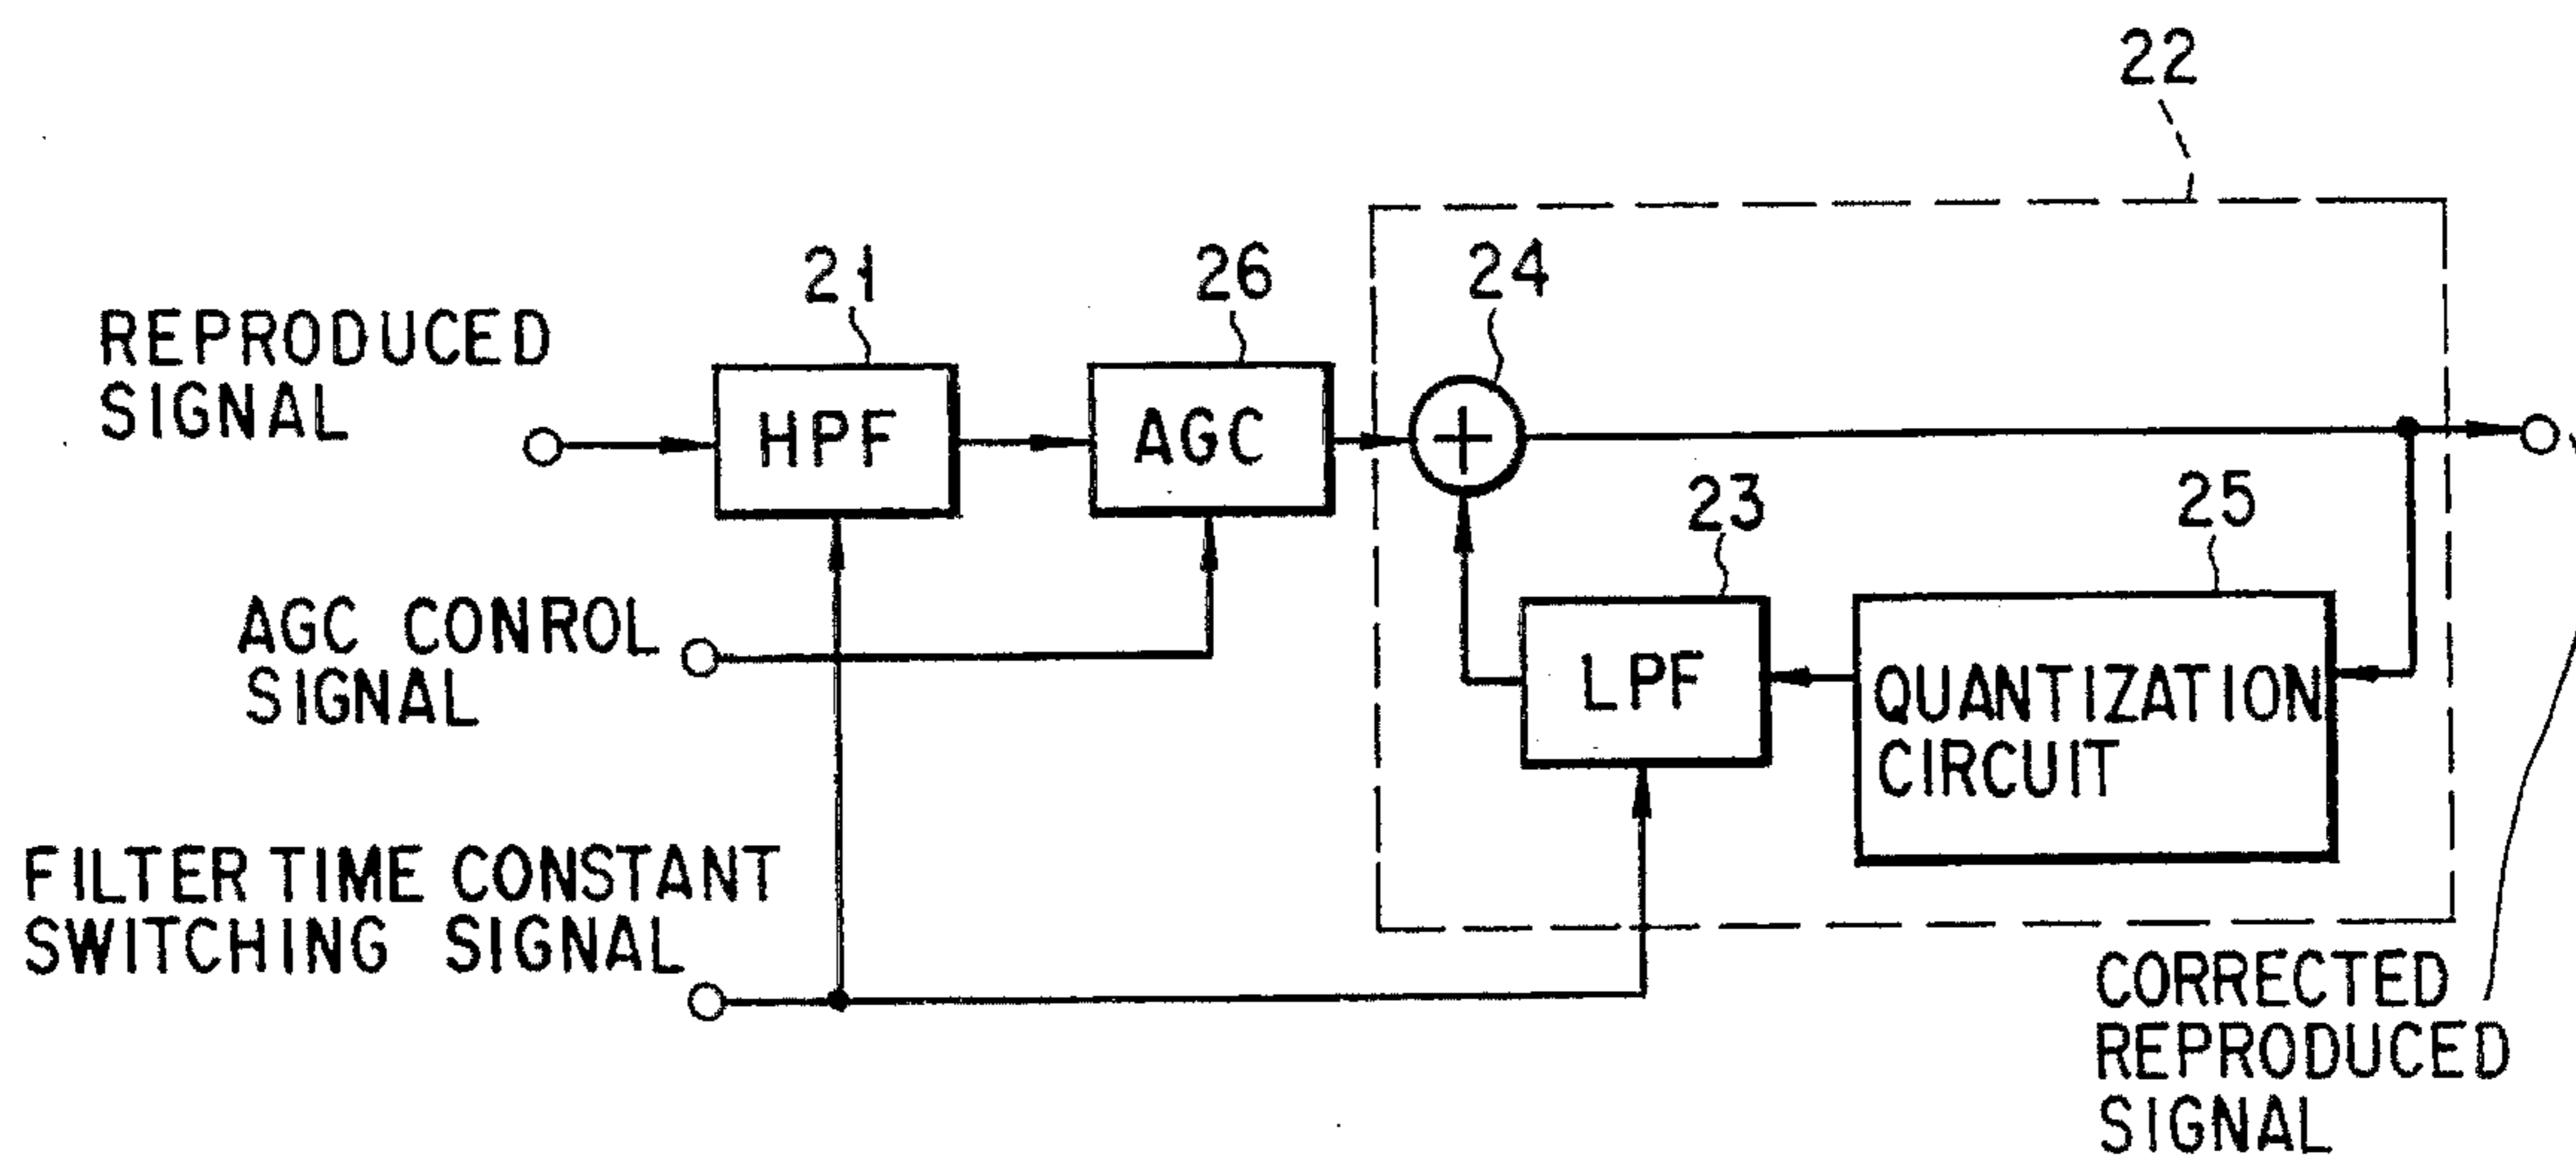 22
21
26
24
REPRODUCED
SIGNAL
HPF
AGC
+
23
25
AGC CONROL
SIGNAL
LPF
QUANTIZATION
CIRCUIT
FILTER TIME CONSTANT
SWITCHING SIGNAL
CORRECTED
REPRODUCED
SIGNAL